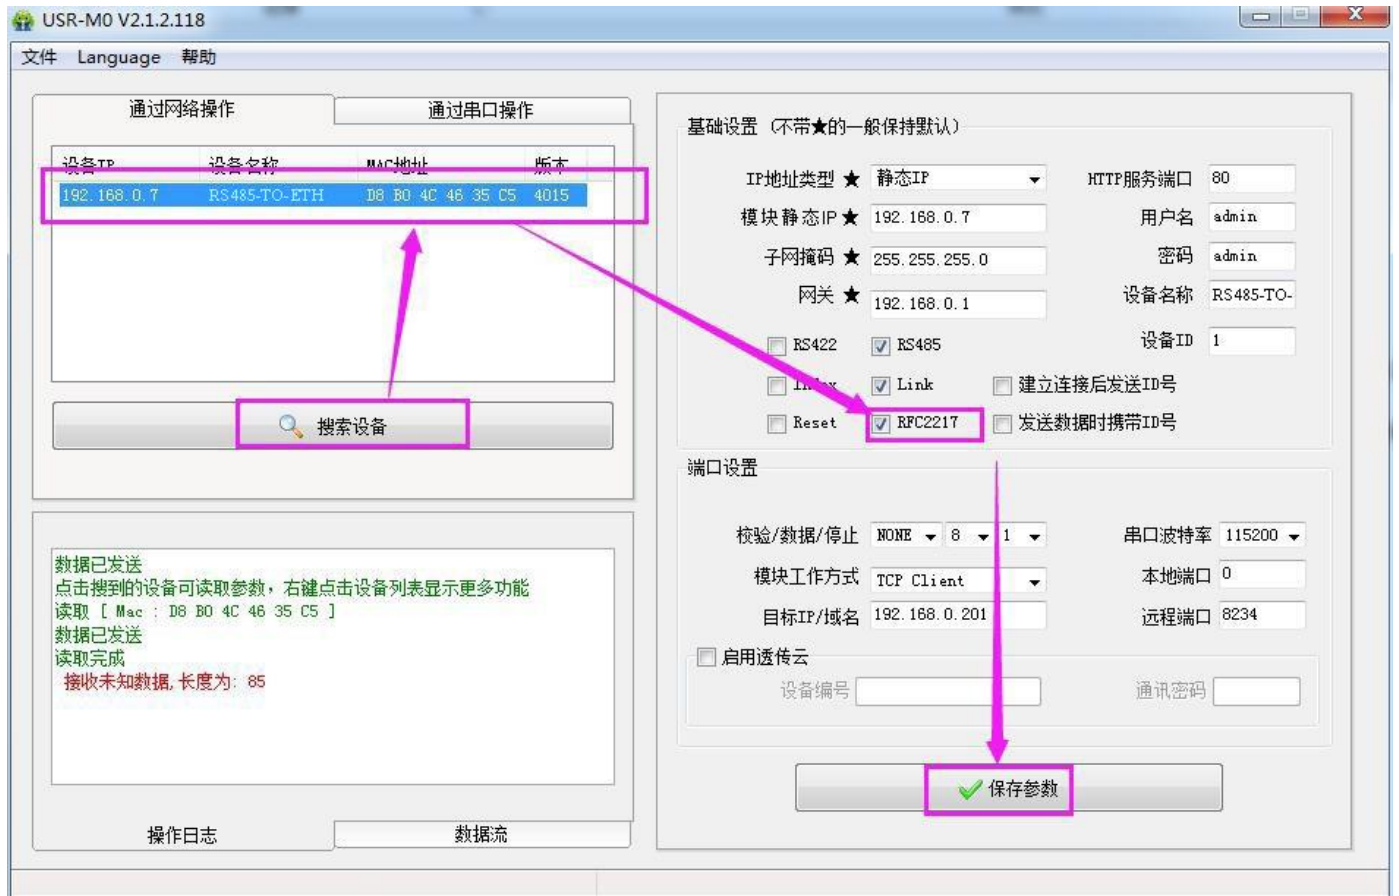 USR-M0 V2.1.2.118
文件 Language 帮助
通过网络操作 通过串口操作
设备IP 设备名称 MAC地址 版本
192.168.0.7 RS485-TO-ETH D8 B0 4C 46 35 C5 4015
搜索设备
数据已发送
点击搜到的设备可读取参数，右键点击设备列表显示更多功能
读取 [ Mac : D8 B0 4C 46 35 C5 ]
数据已发送
读取完成
接收未知数据,长度为: 85
操作日志 数据流
基础设置 (不带★的一般保持默认)
IP地址类型 ★ 静态IP HTTP服务端口 80
模块静态IP ★ 192.168.0.7 用户名 admin
子网掩码 ★ 255.255.255.0 密码 admin
网关 ★ 192.168.0.1 设备名称 RS485-TO-
RS422 RS485 设备ID 1
Index Link 建立连接后发送ID号
Reset RFC2217 发送数据时携带ID号
端口设置
校验/数据/停止 NONE 8 1 串口波特率 115200
模块工作方式 TCP Client 本地端口 0
目标IP/域名 192.168.0.201 远程端口 8234
启用透传云
设备编号 通讯密码
保存参数